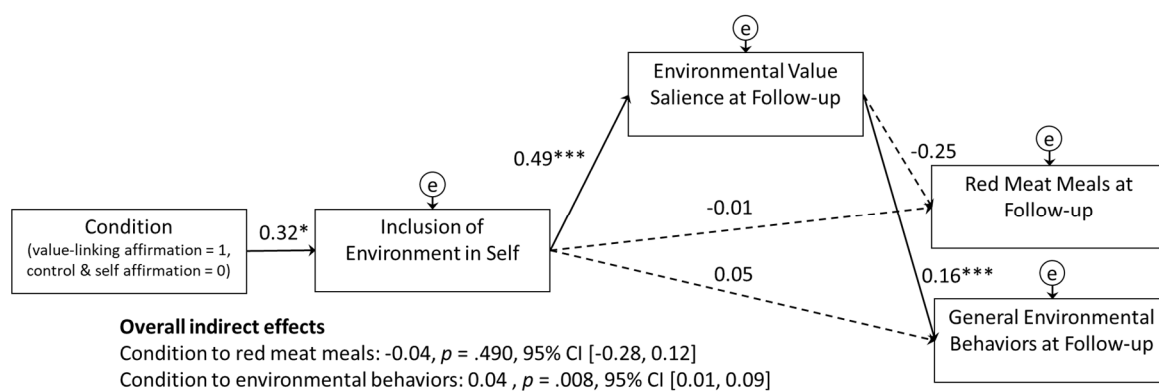 e
Environmental Value
Salience at Follow-up
0.49***
-0.25
e
Red Meat Meals at
Follow-up
e
Condition
(value-linking affirmation = 1,
control & self affirmation = 0)
0.32*
Inclusion of
Environment in Self
-0.01
0.05
0.16***
e
General Environmental
Behaviors at Follow-up
Overall indirect effects
Condition to red meat meals: -0.04, p = .490, 95% CI [-0.28, 0.12]
Condition to environmental behaviors: 0.04 , p = .008, 95% CI [0.01, 0.09]